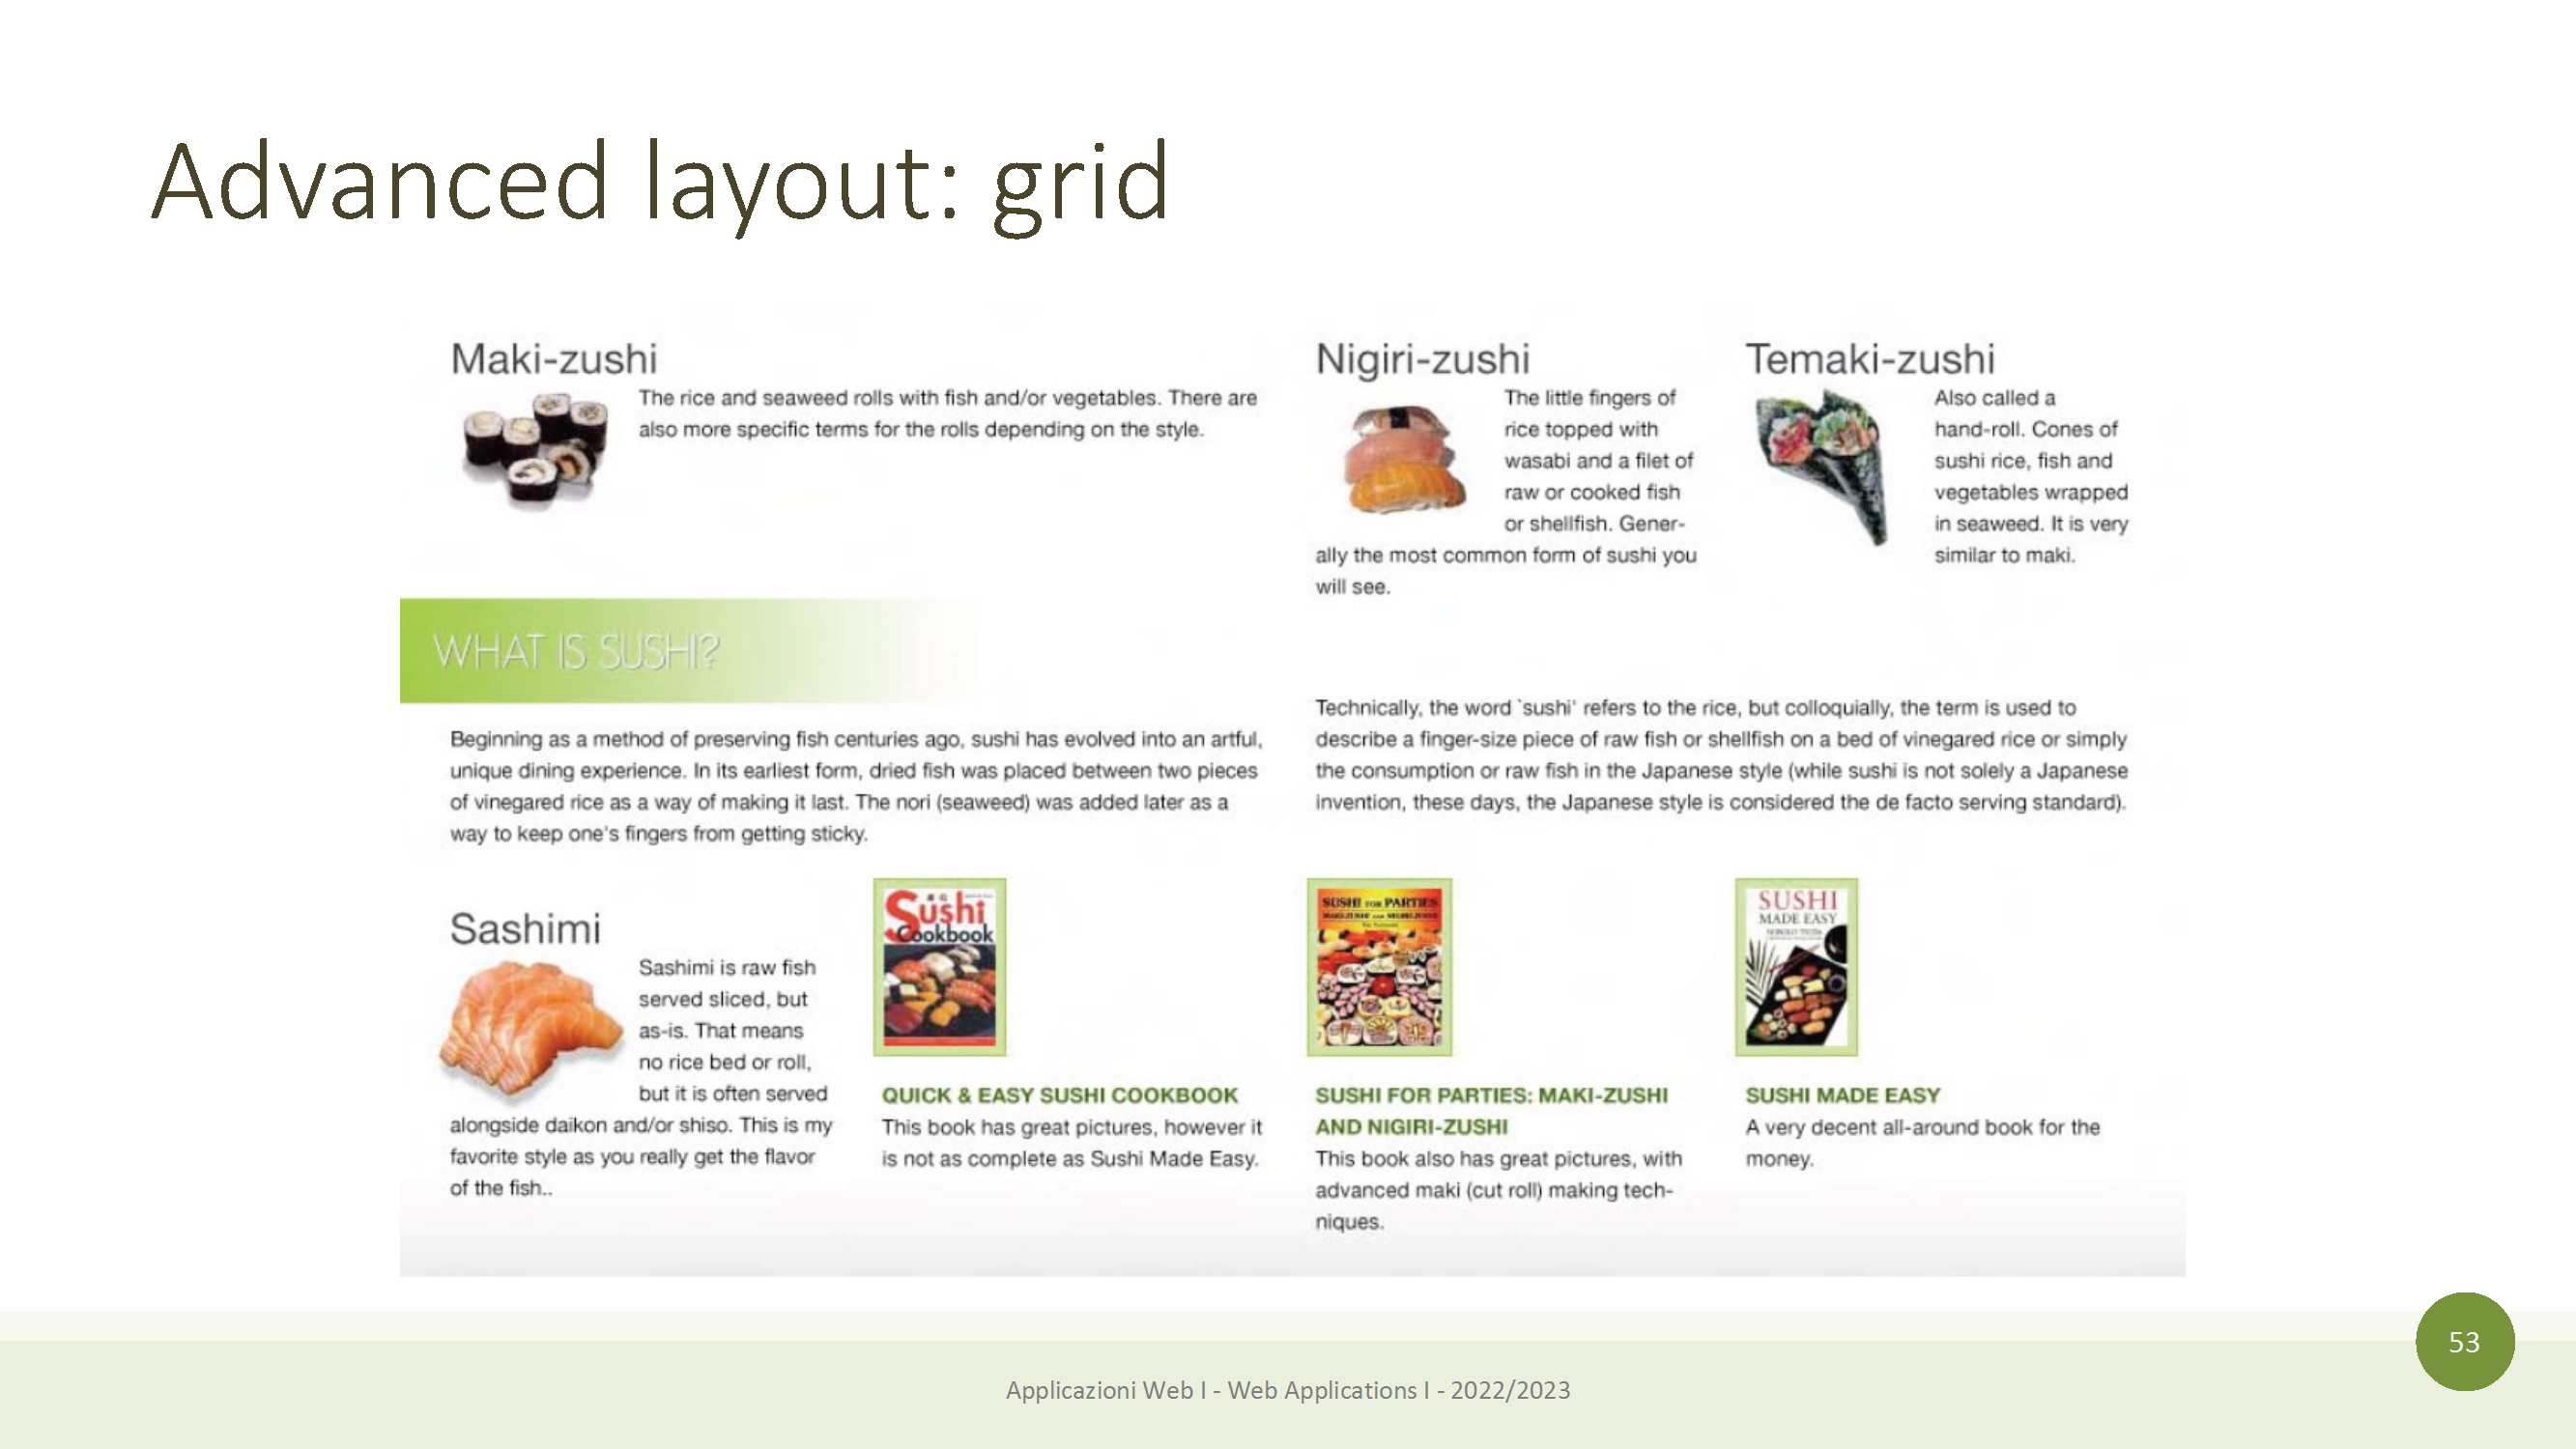 Advanced layout: grid
Maki-zushi
The rice and seaweed rolls with fish and/or vegetables. There are
also more specific terms for the rolls depending on the style.
Nigiri-zushi
The little fingers of
rice topped with
wasabi and a filet of
raw or cooked fish
or shellfish. Gener-
ally the most common form of sushi you
will see.
Temaki-zushi
Also called a
hand-roll. Cones of
sushi rice, fish and
vegetables wrapped
in seaweed. It is very
similar to maki.
WHAT IS SUSHI?
Beginning as a method of preserving fish centuries ago, sushi has evolved into an artful,
unique dining experience. In its earliest form, dried fish was placed between two pieces
of vinegared rice as a way of making it last. The nori (seaweed) was added later as a
way to keep one's fingers from getting sticky.
Technically, the word `sushi' refers to the rice, but colloquially, the term is used to
describe a finger-size piece of raw fish or shellfish on a bed of vinegared rice or simply
the consumption or raw fish in the Japanese style (while sushi is not solely a Japanese
invention, these days, the Japanese style is considered the de facto serving standard).
Sashimi
Sashimi is raw fish
served sliced, but
as-is. That means
no rice bed or roll,
but it is often served
alongside daikon and/or shiso. This is my
favorite style as you really get the flavor
of the fish..
Sushi
Cookbook
QUICK & EASY SUSHI COOKBOOK
This book has great pictures, however it
is not as complete as Sushi Made Easy.
SUSHI FOR PARTIES
MAKI-ZUSHI AND NIGIRI-ZUSHI
SUSHI FOR PARTIES: MAKI-ZUSHI
AND NIGIRI-ZUSHI
This book also has great pictures, with
advanced maki (cut roll) making tech-
niques.
SUSHI
MADE EASY
SUSHI MADE EASY
A very decent all-around book for the
money.
53
Applicazioni Web I - Web Applications I - 2022/2023